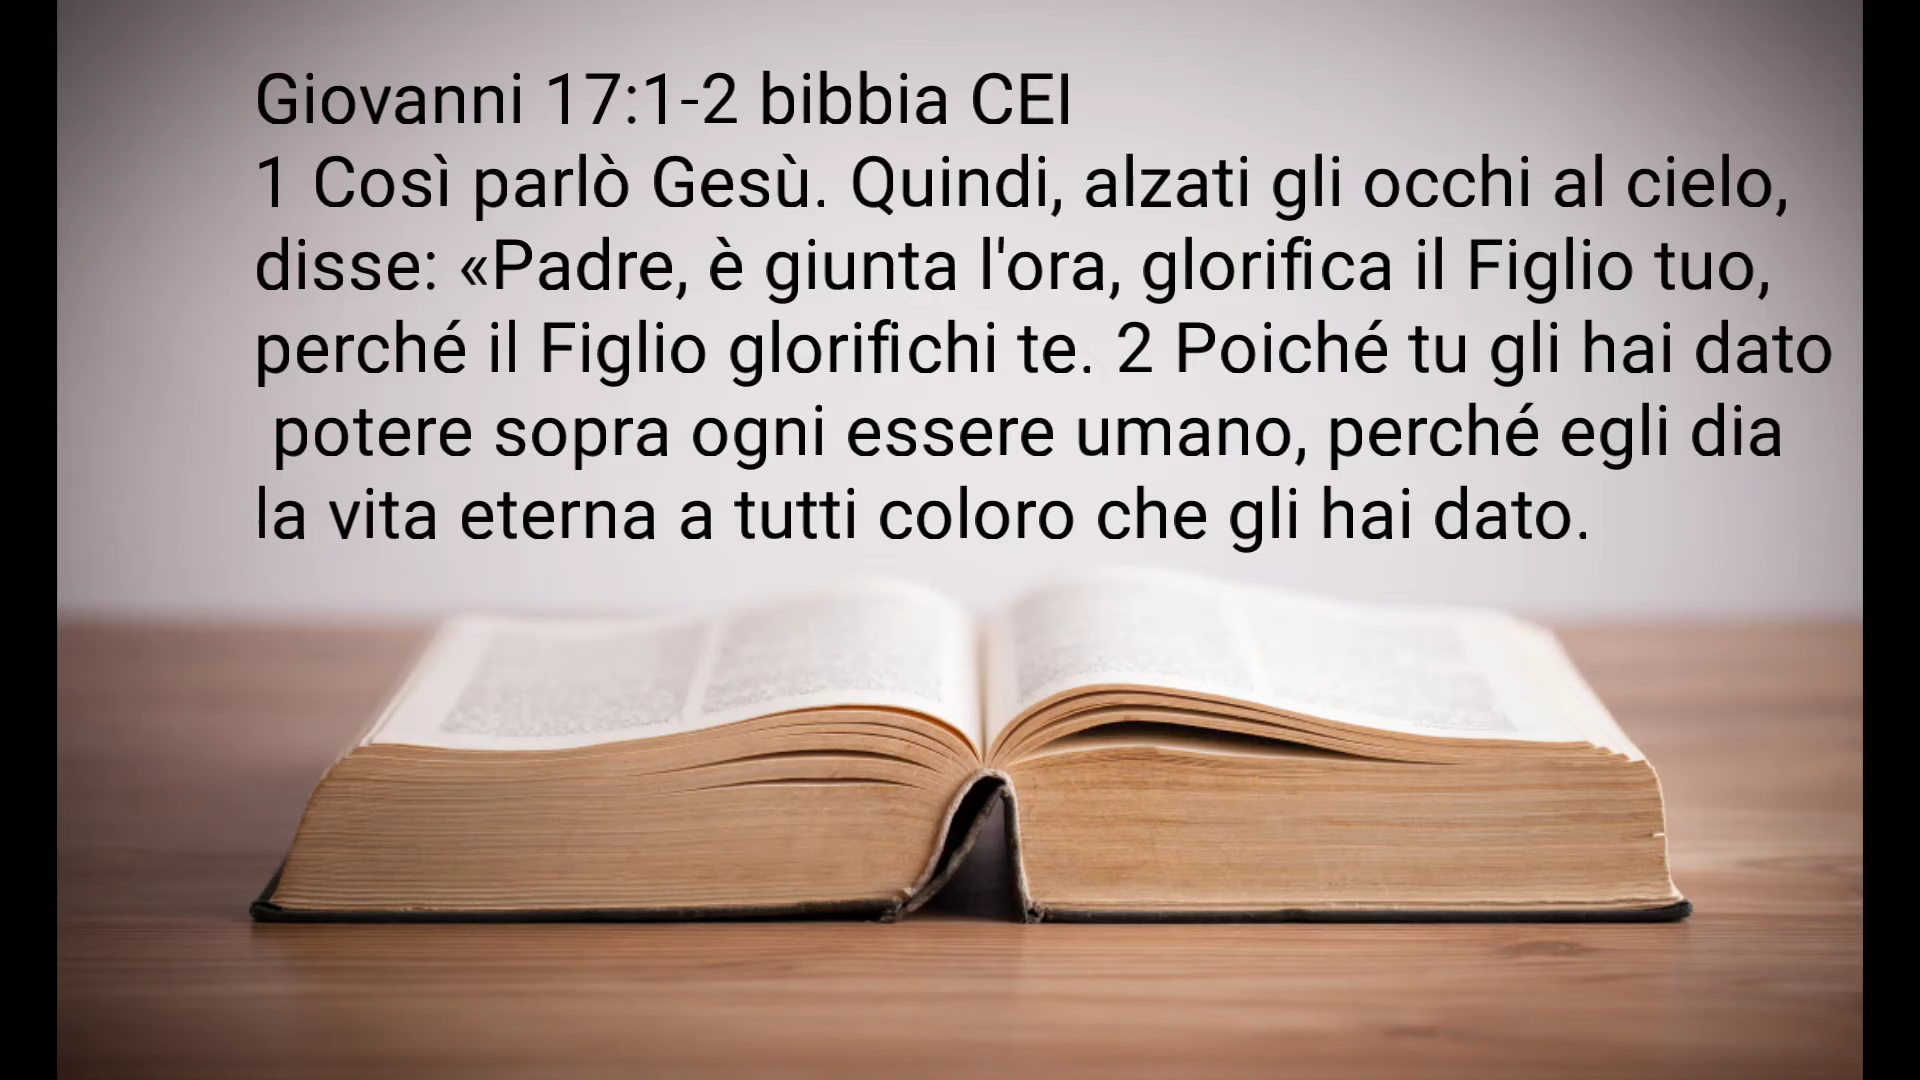 Giovanni 17:1-2 bibbia CEI
1 Così parlò Gesù. Quindi, alzati gli occhi al cielo,
disse: «Padre, è giunta l'ora, glorifica il Figlio tuo,
perché il Figlio glorifichi te. 2 Poiché tu gli hai dato
potere sopra ogni essere umano, perché egli dia
la vita eterna a tutti coloro che gli hai dato.